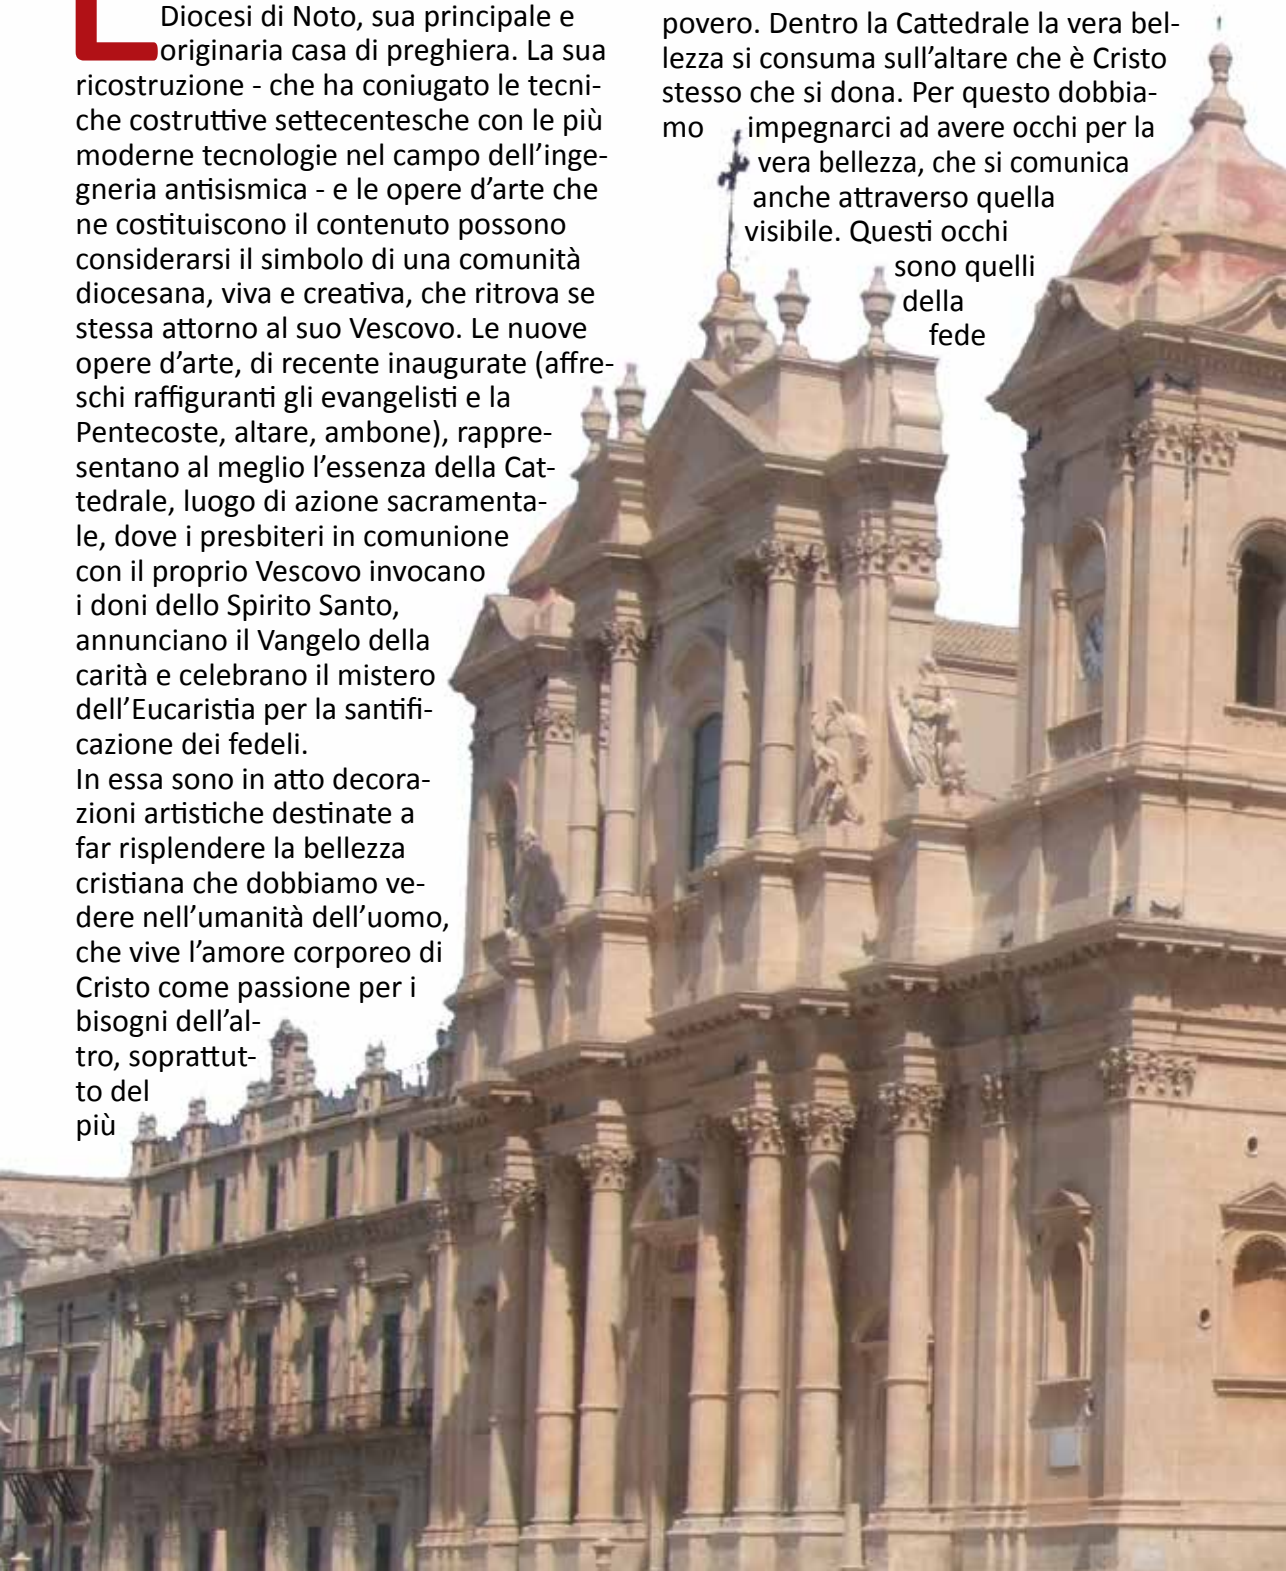 Diocesi di Noto, sua principale e
originaria casa di preghiera. La sua
ricostruzione - che ha coniugato le tecni-
che costruttive settecentesche con le più
moderne tecnologie nel campo dell’inge-
gneria antisismica - e le opere d’arte che
ne costituiscono il contenuto possono
considerarsi il simbolo di una comunità
diocesana, viva e creativa, che ritrova se
stessa attorno al suo Vescovo. Le nuove
opere d’arte, di recente inaugurate (affre-
schi raffiguranti gli evangelisti e la
Pentecoste, altare, ambone), rappre-
sentano al meglio l’essenza della Cat-
tedrale, luogo di azione sacramenta-
le, dove i presbiteri in comunione
con il proprio Vescovo invocano
i doni dello Spirito Santo,
annunciano il Vangelo della
carità e celebrano il mistero
dell’Eucaristia per la santifi-
cazione dei fedeli.
In essa sono in atto decora-
zioni artistiche destinate a
far risplendere la bellezza
cristiana che dobbiamo ve-
dere nell’umanità dell’uomo,
che vive l’amore corporeo di
Cristo come passione per i
bisogni dell’al-
tro, soprattut-
to del
più
povero. Dentro la Cattedrale la vera bel-
lezza si consuma sull’altare che è Cristo
stesso che si dona. Per questo dobbia-
mo impegnarci ad avere occhi per la
vera bellezza, che si comunica
anche attraverso quella
visibile. Questi occhi
sono quelli
della
fede